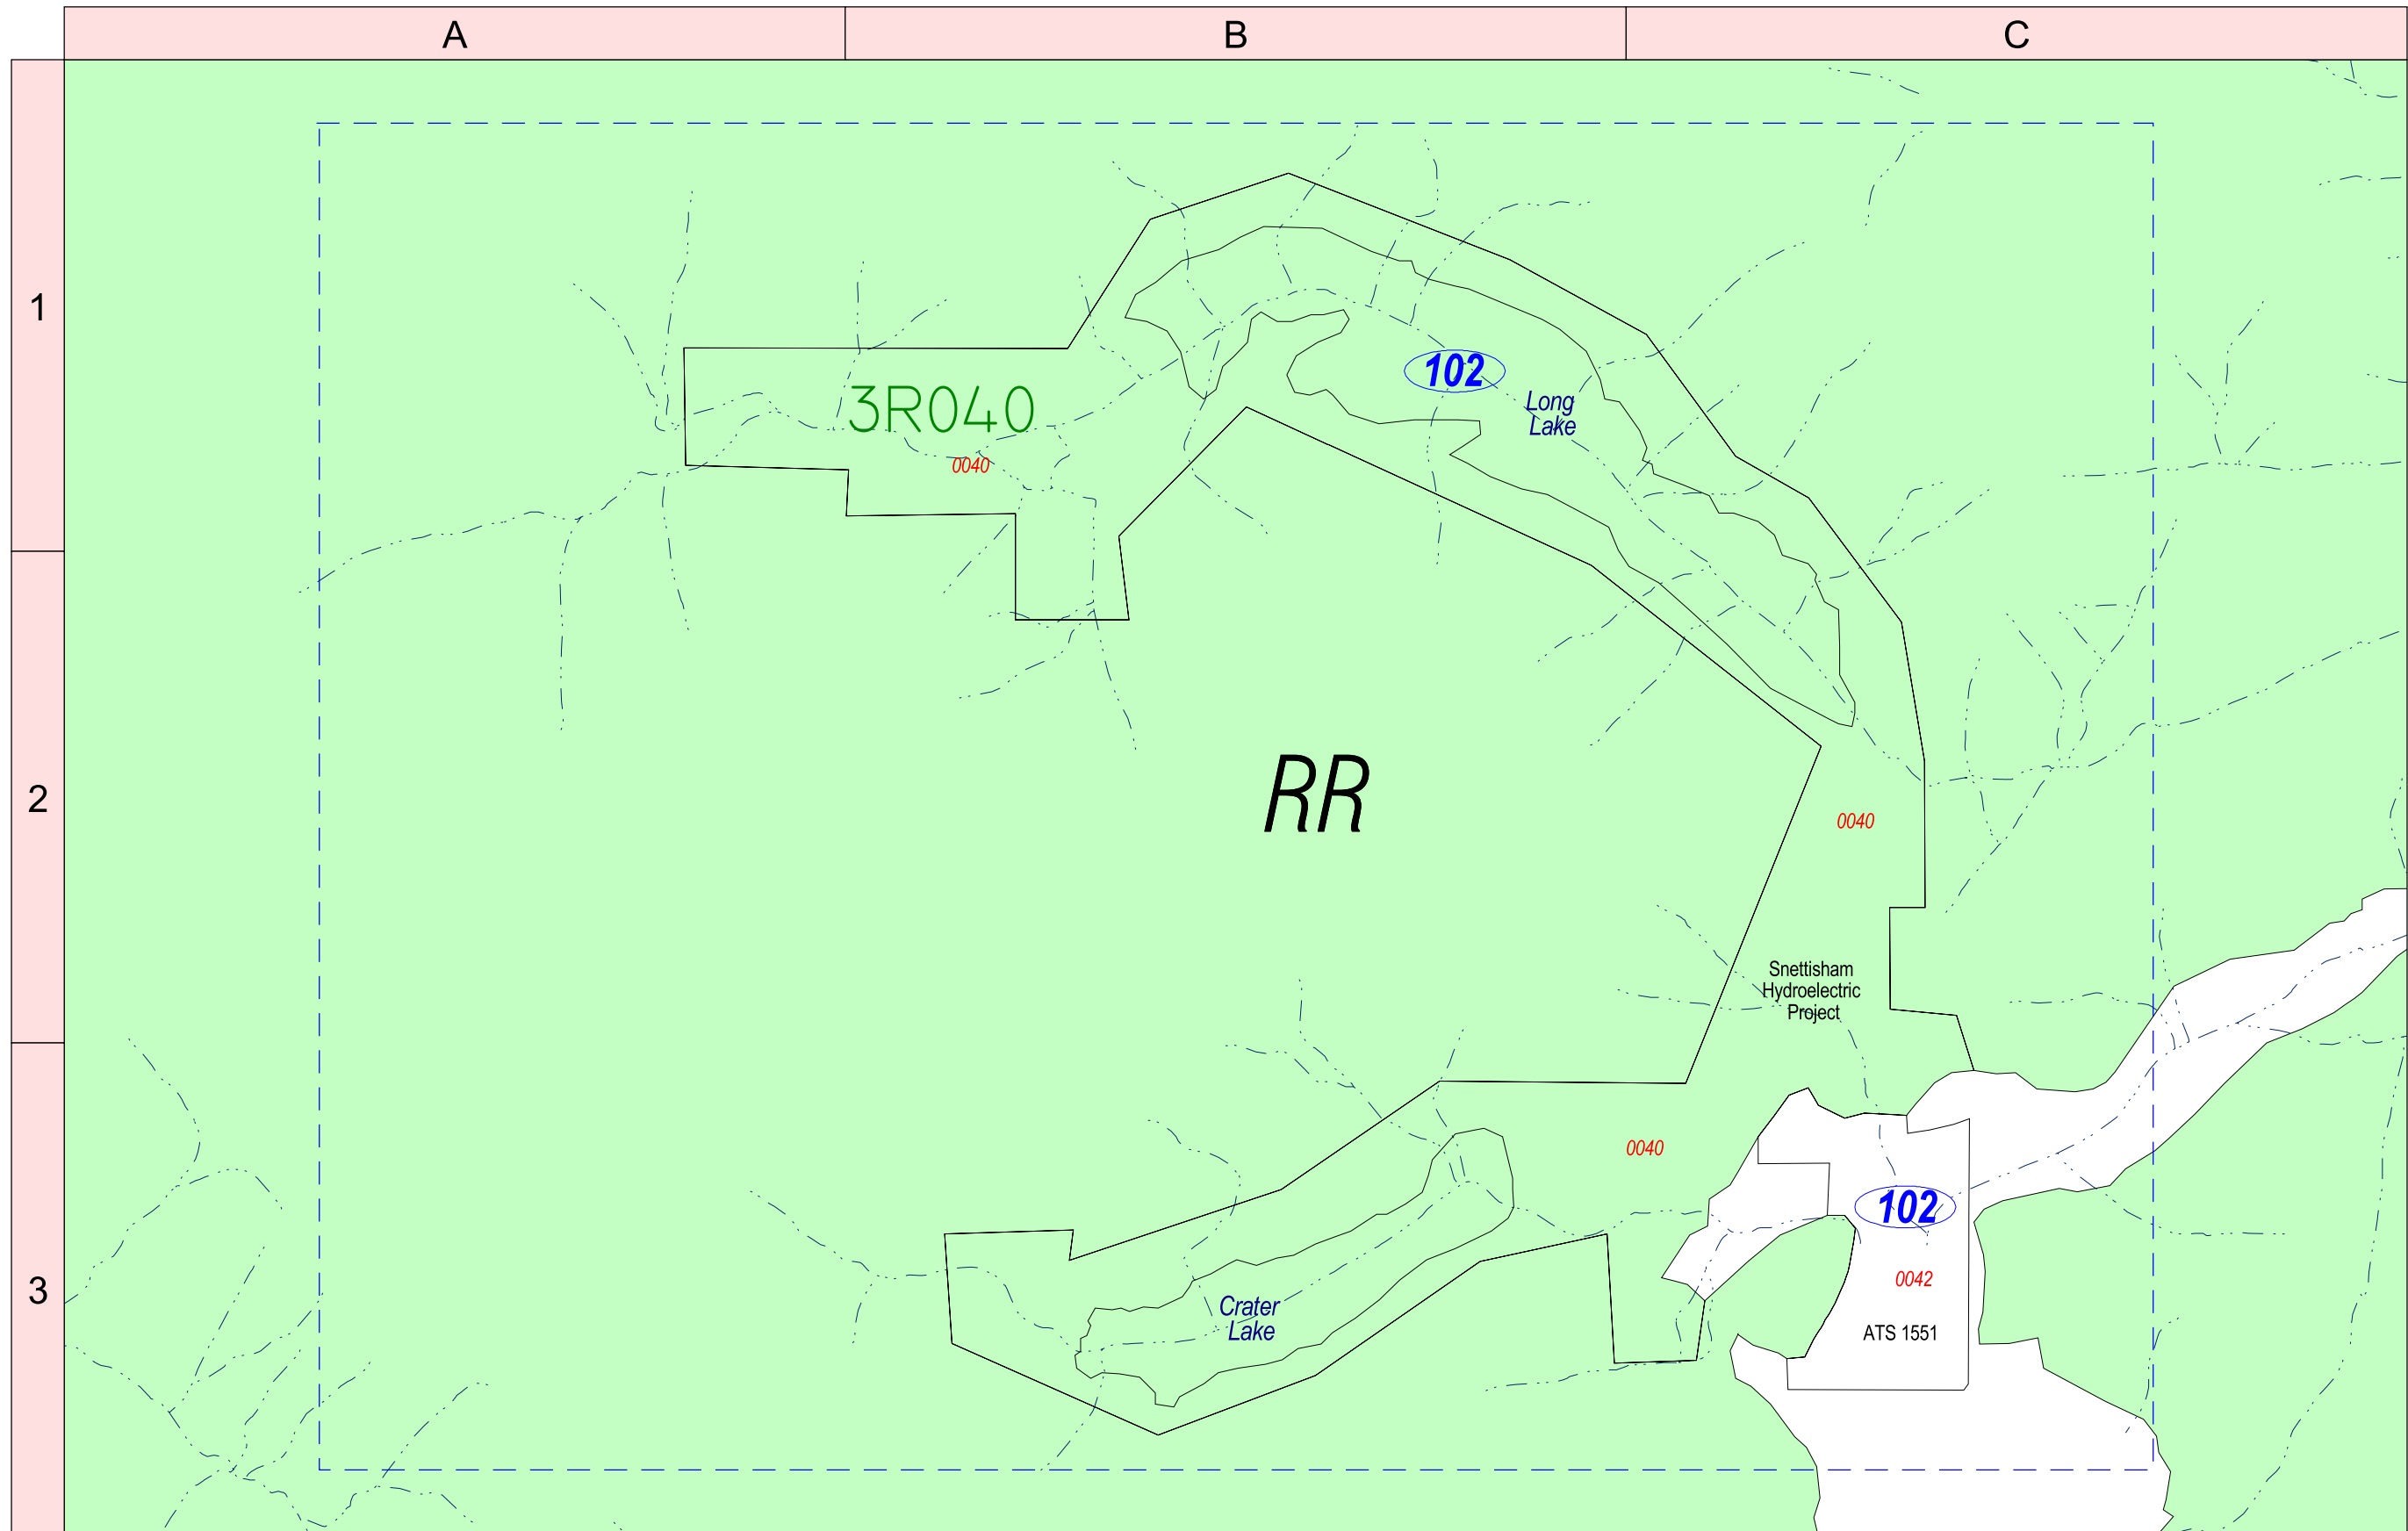 A
B
C
1
102
3R040
Long
Lake
0040
2
RR
0040
Snettisham
Hydroelectric
Project
0040
102
3
0042
Crater
Lake
ATS 1551